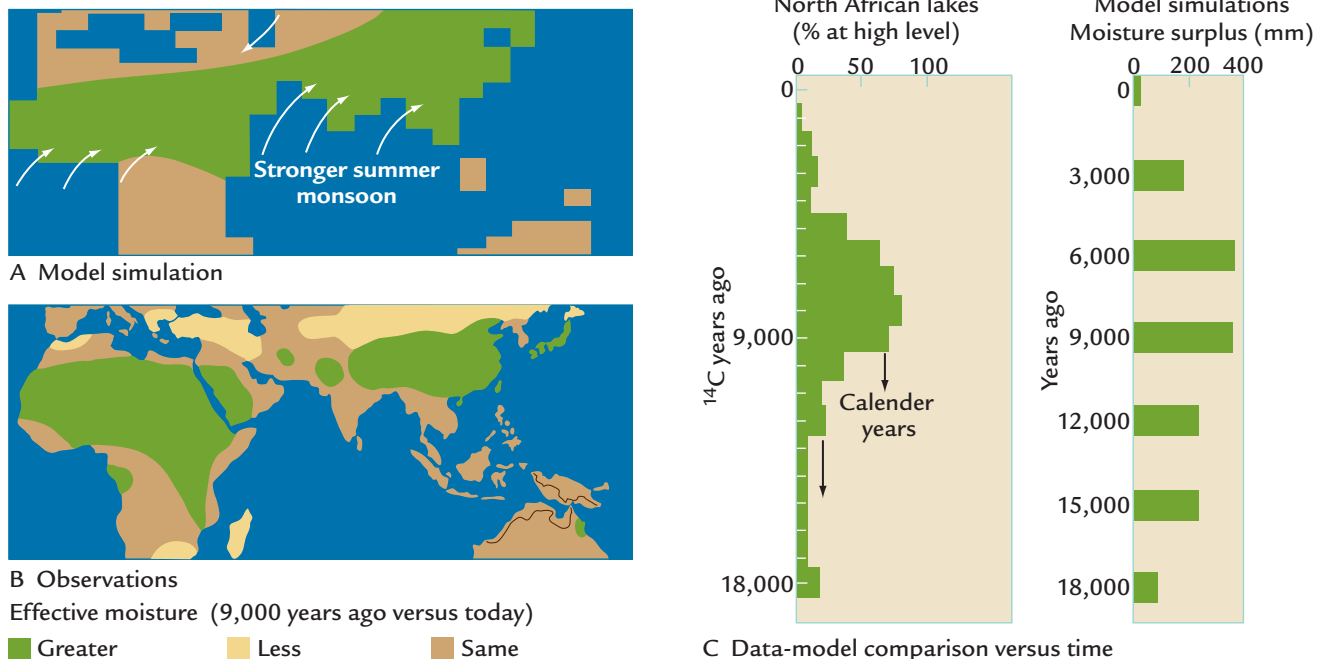 Stronger summer
monsoon
A Model simulation
B Observations
Effective moisture (9,000 years ago versus today)
Greater
Less
Same
North African lakes
(% at high level)
0
50
100
0
9,000
18,000
14C years ago
Calender
years
Model simulations
Moisture surplus (mm)
0
200
400
0
3,000
6,000
9,000
12,000
15,000
18,000
Years ago
C Data-model comparison versus time